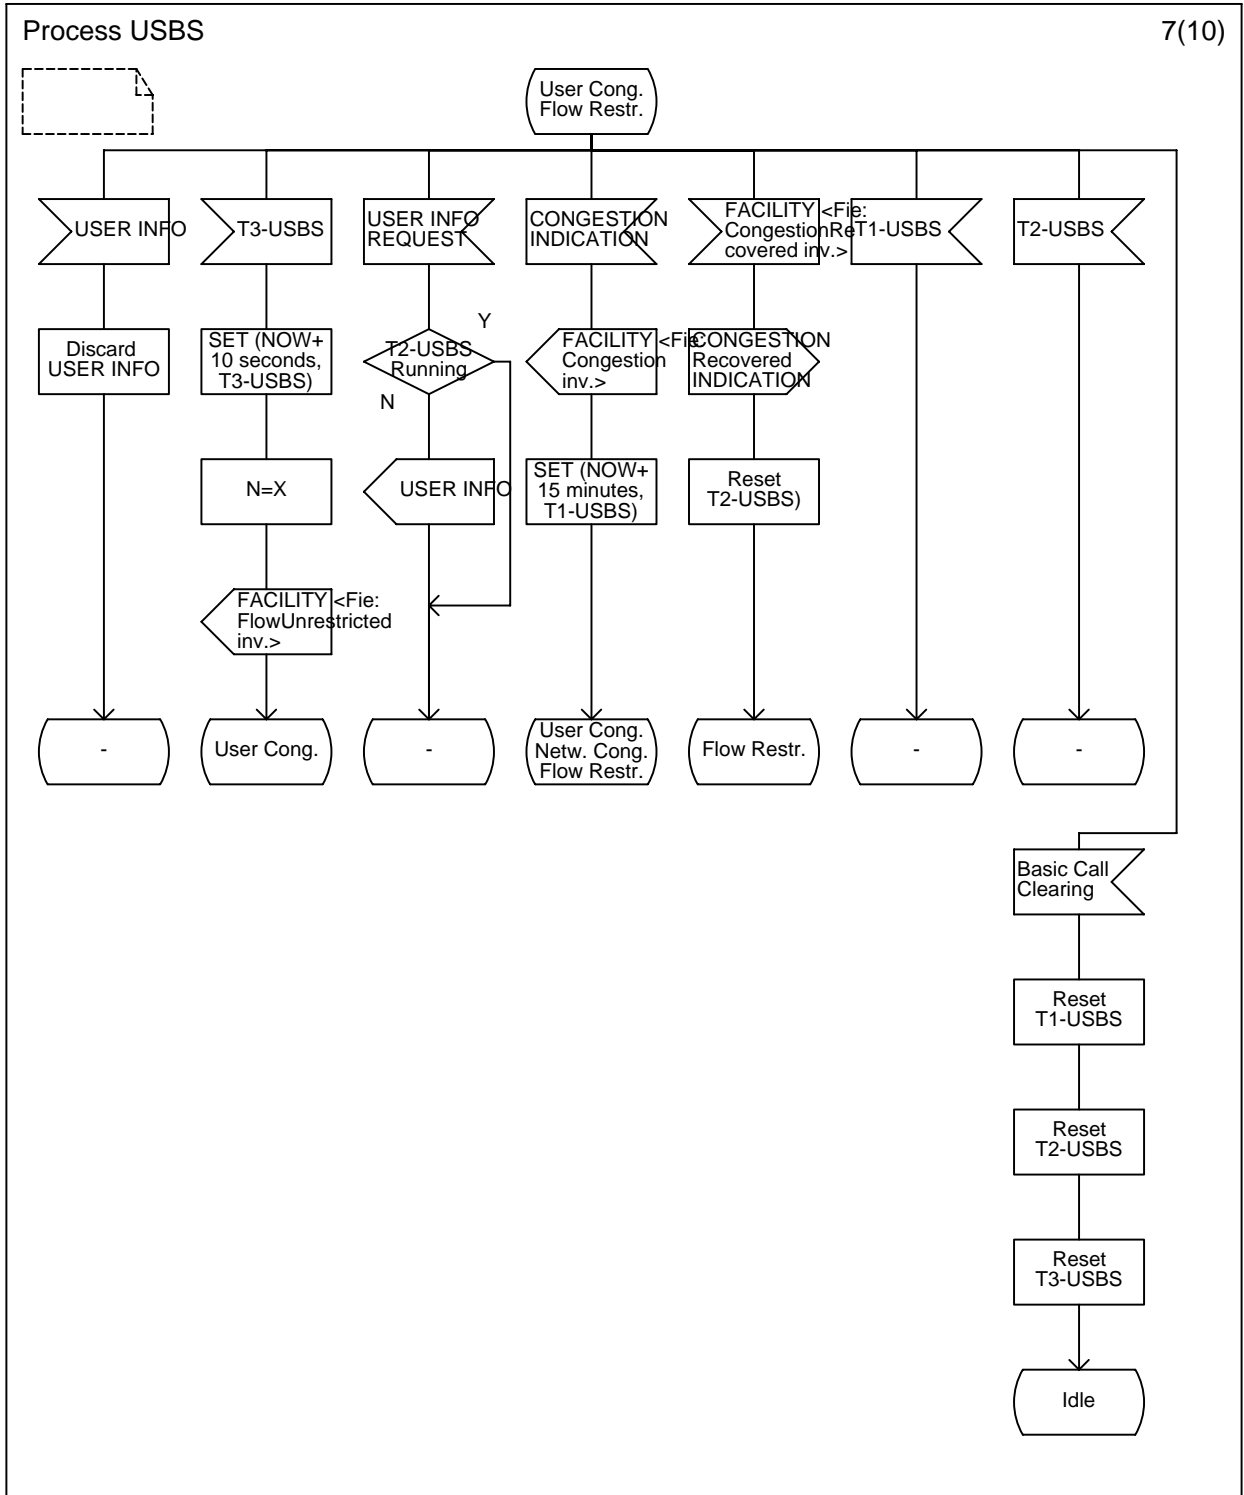 Process USBS
7(10)
User Cong.
Flow Restr.
USER INFO
T3-USBS
USER INFO
REQUEST
CONGESTION
INDICATION
FACILITY <Fie:
CongestionRe
covered inv.>
T1-USBS
T2-USBS
Discard
USER INFO
SET (NOW+
10 seconds,
T3-USBS)
Y
T2-USBS
Running
N
FACILITY <Fie:
Congestion
inv.>
CONGESTION
Recovered
INDICATION
N=X
USER INFO
SET (NOW+
15 minutes,
T1-USBS)
Reset
T2-USBS)
FACILITY <Fie:
FlowUnrestricted
inv.>
-
User Cong.
-
User Cong.
Netw. Cong.
Flow Restr.
Flow Restr.
-
-
Basic Call
Clearing
Reset
T1-USBS
Reset
T2-USBS
Reset
T3-USBS
Idle